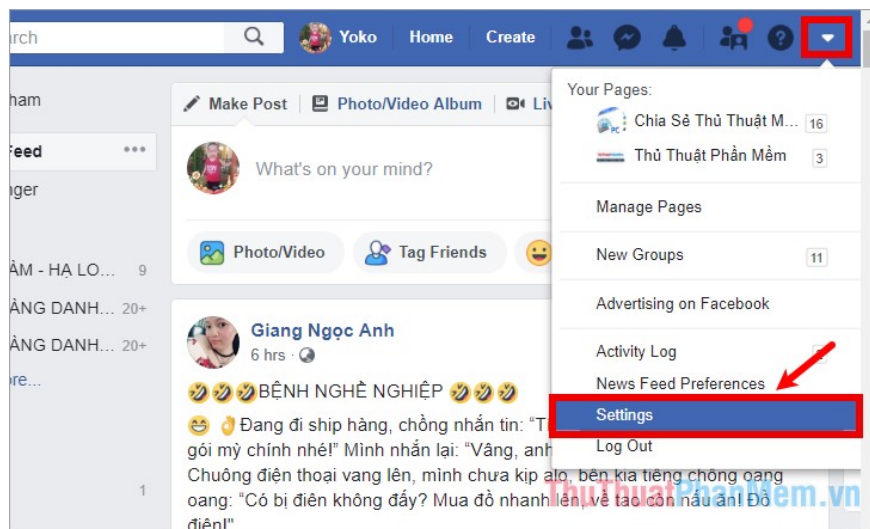 arch
Yoko Home Create
ham
Feed
nger
ÀM - HẠ LO... 9
ÀNG DANH... 20+
ÀNG DANH... 20+
ore...
1
Make Post Photo/Video Album Liv
What's on your mind?
Photo/Video Tag Friends
Giang Ngọc Anh
6 hrs
BỆNH NGHỀ NGHIỆP
Đang đi ship hàng, chồng nhắn tin: “Ti
gói mỳ chính nhé!” Mình nhắn lại: “Vâng, anh
Chuông điện thoại vang lên, mình chưa kịp alo, bên kia tiếng chồng oang
oang: “Có bị điên không đấy? Mua đồ nhanh lên, về tao còn nấu ăn! Đồ
điên!"
Your Pages:
Chia Sẻ Thủ Thuật M... 16
Thủ Thuật Phần Mềm 3
Manage Pages
New Groups 11
Advertising on Facebook
Activity Log
News Feed Preferences
Settings
Log Out
ThuThuatPhanMem.vn